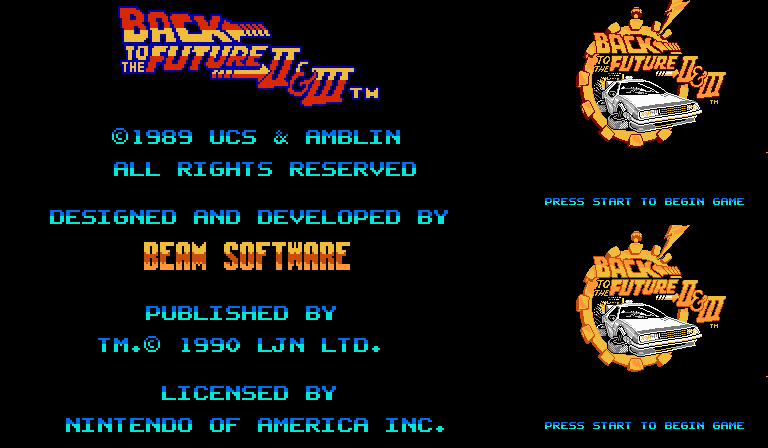 BACK
TO THE FUTURE II & III TM
©1989 UCS & AMBLIN
ALL RIGHTS RESERVED
DESIGNED AND DEVELOPED BY
BEAM SOFTWARE
PUBLISHED BY
TM.© 1990 LJN LTD.
LICENSED BY
NINTENDO OF AMERICA INC.
BACK
TO THE FUTURE II & III TM
PRESS START TO BEGIN GAME
BACK
TO THE FUTURE II & III TM
PRESS START TO BEGIN GAME